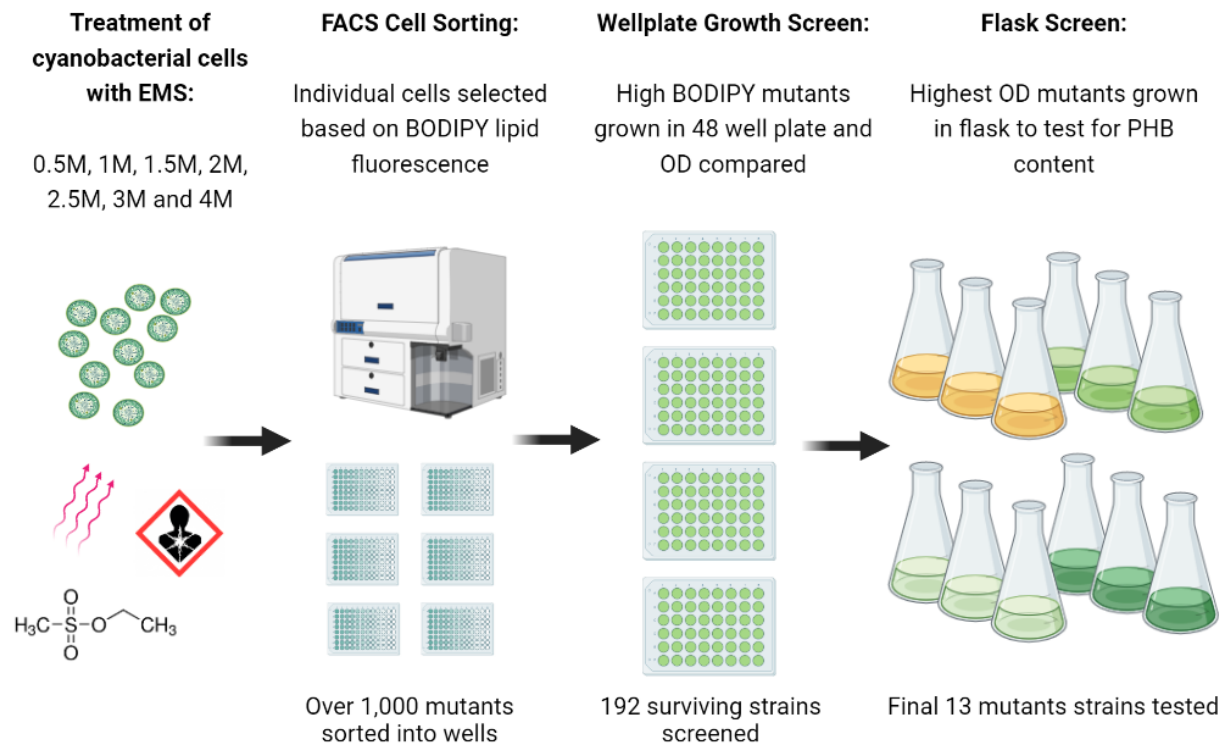 Treatment of
cyanobacterial cells
with EMS:
0.5M, 1M, 1.5M, 2M,
2.5M, 3M and 4M
H₃C-S-O CH₃
O
O
FACS Cell Sorting:
Individual cells selected
based on BODIPY lipid
fluorescence
Over 1,000 mutants
sorted into wells
Wellplate Growth Screen:
High BODIPY mutants
grown in 48 well plate and
OD compared
192 surviving strains
screened
Flask Screen:
Highest OD mutants grown
in flask to test for PHB
content
Final 13 mutants strains tested